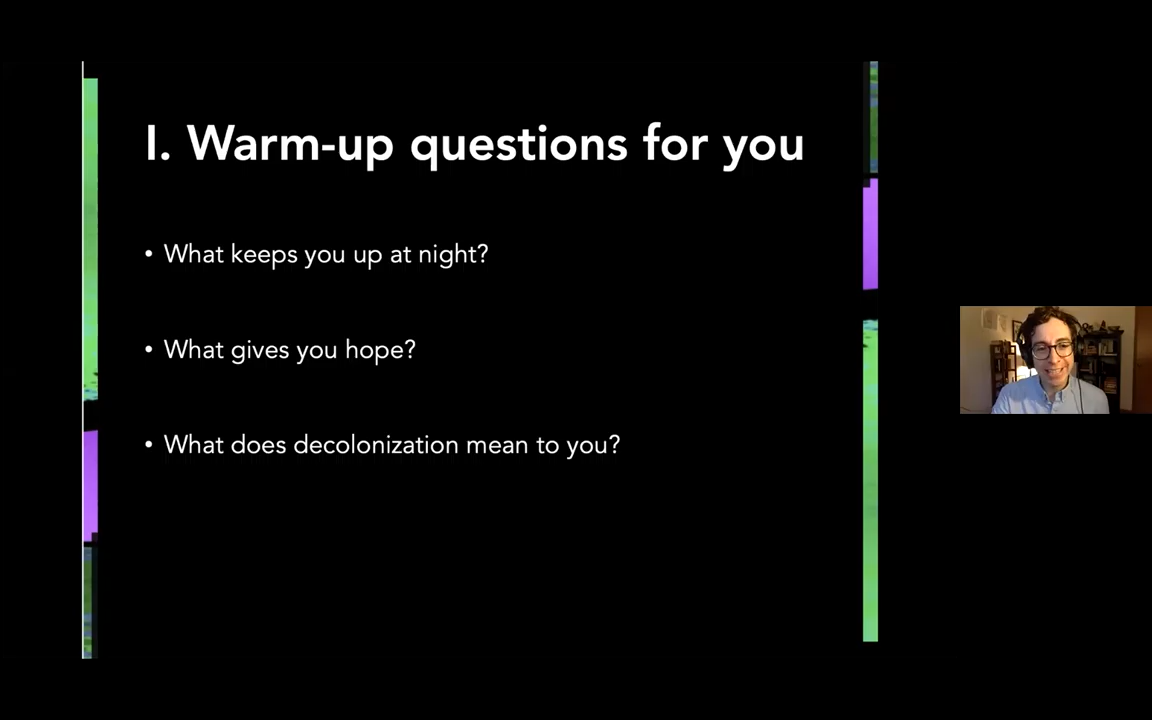 I. Warm-up questions for you
• What keeps you up at night?
• What gives you hope?
• What does decolonization mean to you?